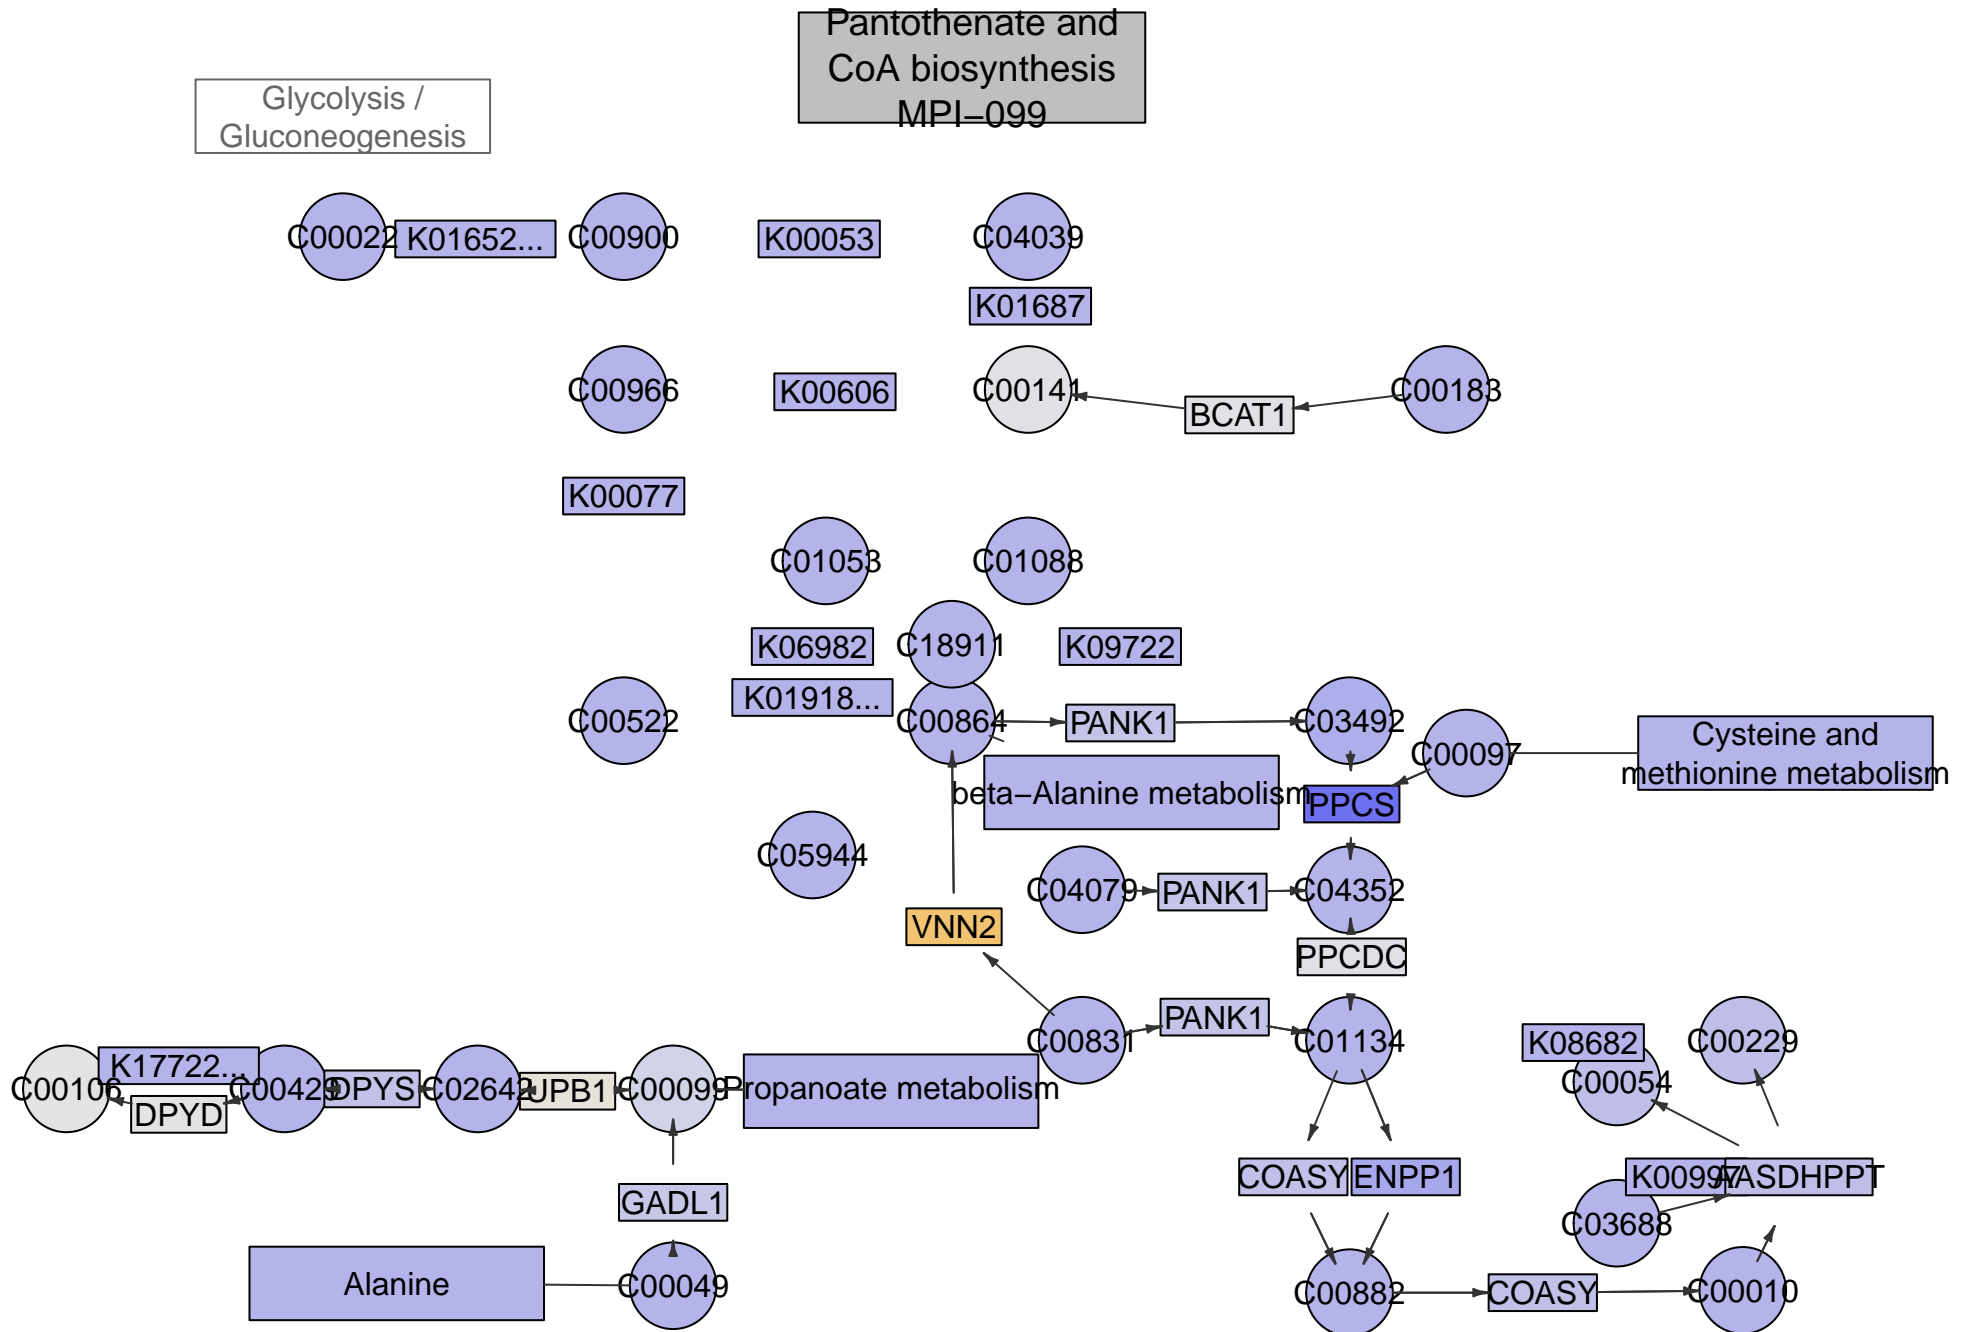 Pantothenate and
CoA biosynthesis
MPI–099
Glycolysis /
Gluconeogenesis
C00022
K01652...
C00900
K00053
C04039
K01687
C00966
K00606
C00141
BCAT1
C00183
K00077
C01053
C01088
K06982
C18911
K09722
K01918...
C00522
C00864
PANK1
C03492
C00097
Cysteine and
methionine metabolism
beta–Alanine metabolism
PPCS
C05944
C04079
PANK1
C04352
VNN2
PPCDC
C00831
PANK1
C01134
K08682
C00229
C00054
C00106
K17722...
DPYD
C00429
DPYS
C02642
UPB1
C00099
Propanoate metabolism
GADL1
COASY
ENPP1
K00997
AASDHPPT
C03688
Alanine
C00049
C00882
COASY
C00010